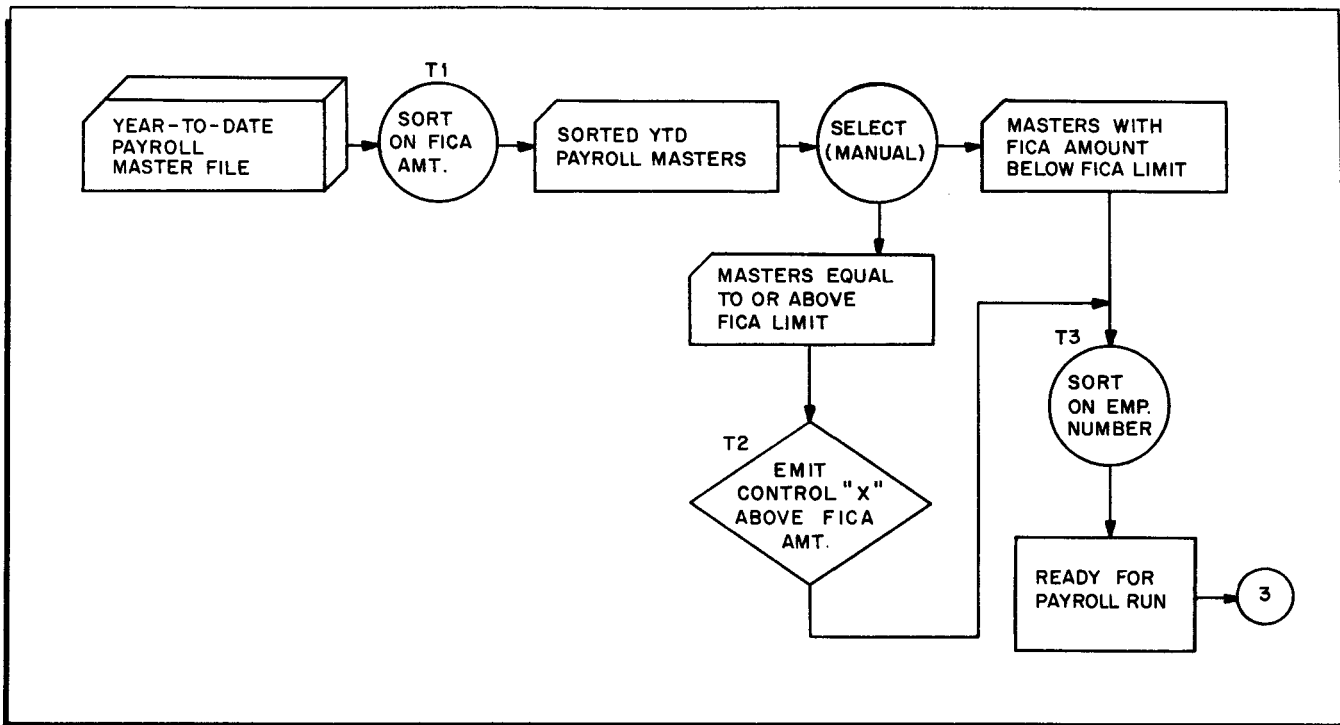 YEAR-TO-DATE
PAYROLL
MASTER FILE
T1
SORT
ON FICA
AMT.
SORTED YTD
PAYROLL MASTERS
SELECT
(MANUAL)
MASTERS WITH
FICA AMOUNT
BELOW FICA LIMIT
MASTERS EQUAL
TO OR ABOVE
FICA LIMIT
T2
EMIT
CONTROL "X"
ABOVE FICA
AMT.
T3
SORT
ON EMP.
NUMBER
READY FOR
PAYROLL RUN
3